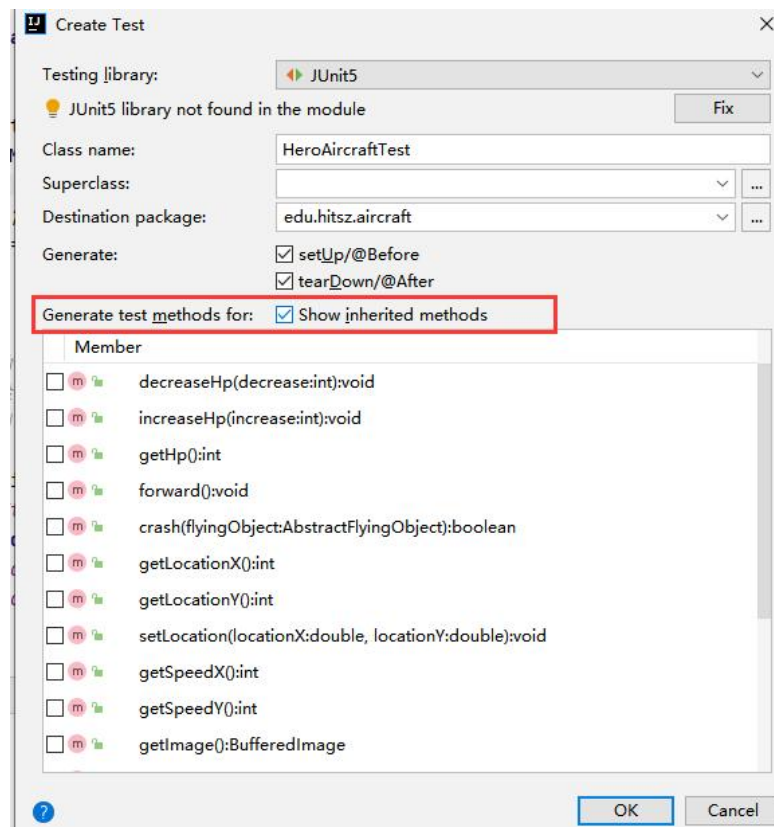 Create Test
Testing library: JUnit5
JUnit5 library not found in the module Fix
Class name: HeroAircraftTest
Superclass: ...
Destination package: edu.hitsz.aircraft ...
Generate: setUp/@Before
tearDown/@After
Generate test methods for: Show inherited methods
Member
m decreaseHp(decrease:int):void
m increaseHp(increase:int):void
m getHp():int
m forward():void
m crash(flyingObject:AbstractFlyingObject):boolean
m getLocationX():int
m getLocationY():int
m setLocation(locationX:double, locationY:double):void
m getSpeedX():int
m getSpeedY():int
m getImage():BufferedImage
? OK Cancel